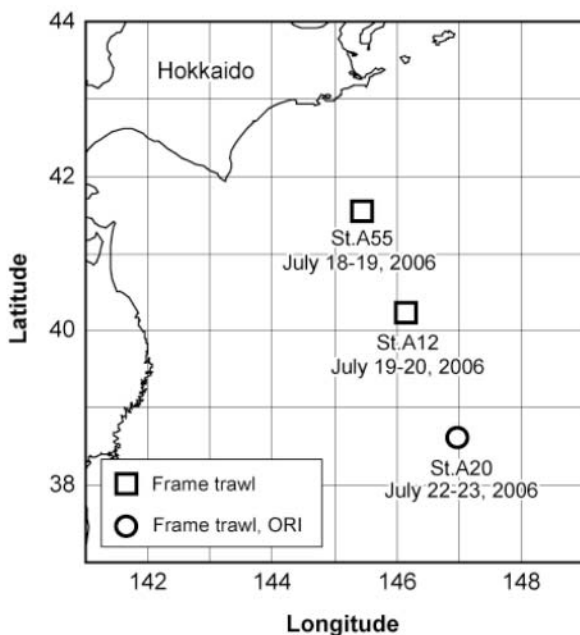 44
Hokkaido
42
St.A55
July 18-19, 2006
Latitude
40
St.A12
July 19-20, 2006
38
St.A20
July 22-23, 2006
Frame trawl
Frame trawl, ORI
142
144
146
148
Longitude